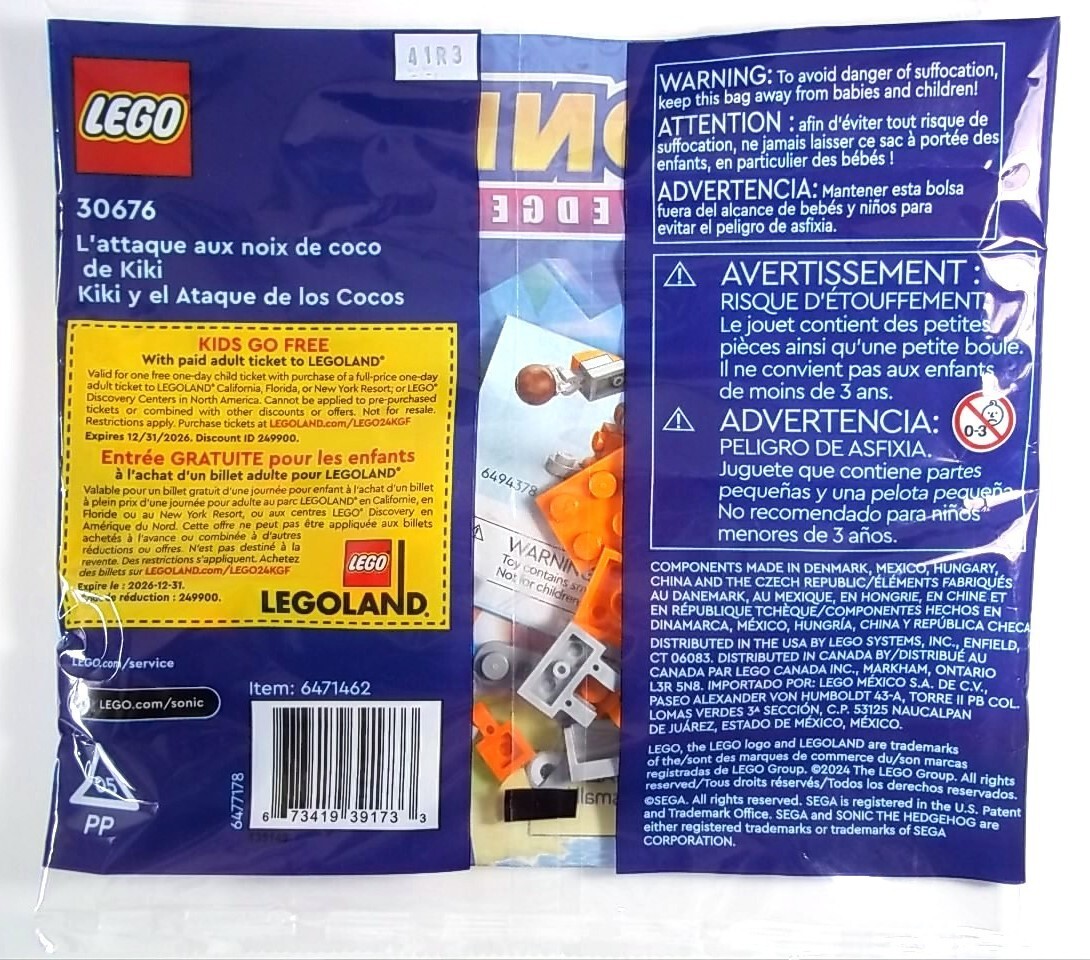 41R3
LEGO
30676
L'attaque aux noix de coco
de Kiki
Kiki y el Ataque de los Cocos
KIDS GO FREE
With paid adult ticket to LEGOLAND®
Valid for one free one-day child ticket with purchase of a full-price one-day
adult ticket to LEGOLAND® California, Florida, or New York Resort; or LEGO®
Discovery Centers in North America. Cannot be applied to pre-purchased
tickets or combined with other discounts or offers. Not for resale.
Restrictions apply. Purchase tickets at LEGOLAND.com/LEGO24KGF
Expires 12/31/2026. Discount ID 249900.
Entrée GRATUITE pour les enfants
à l'achat d'un billet adulte pour LEGOLAND®
Valable pour un billet gratuit d'une journée pour enfant à l'achat d'un billet
à plein prix d'une journée pour adulte au parc LEGOLAND® en Californie, en
Floride ou au New York Resort, ou aux centres LEGO® Discovery en
Amérique du Nord. Cette offre ne peut pas être appliquée aux billets
achetés à l'avance ou combinée à d'autres
réductions ou offres. N'est pas destiné à la
revente. Des restrictions s'appliquent. Achetez
des billets sur LEGOLAND.com/LEGO24KGF
Expire le : 2026-12-31.
de réduction : 249900.
LEGO
LEGOLAND®
LEGO.com/service
LEGO.com/sonic
05
PP
Item: 6471462
6477178
6 73419 39173 3
ONI
EDGE
6494378
WARNING
Toy contains sm
Not for children
small
WARNING: To avoid danger of suffocation,
keep this bag away from babies and children!
ATTENTION : afin d'éviter tout risque de
suffocation, ne jamais laisser ce sac à portée des
enfants, en particulier des bébés !
ADVERTENCIA: Mantener esta bolsa
fuera del alcance de bebés y niños para
evitar el peligro de asfixia.
AVERTISSEMENT :
RISQUE D'ÉTOUFFEMENT.
Le jouet contient des petites
pièces ainsi qu'une petite boule.
Il ne convient pas aux enfants
de moins de 3 ans.
ADVERTENCIA:
0-3
PELIGRO DE ASFIXIA.
Juguete que contiene partes
pequeñas y una pelota pequeña.
No recomendado para niños
menores de 3 años.
COMPONENTS MADE IN DENMARK, MEXICO, HUNGARY,
CHINA AND THE CZECH REPUBLIC/ÉLÉMENTS FABRIQUÉS
AU DANEMARK, AU MEXIQUE, EN HONGRIE, EN CHINE ET
EN RÉPUBLIQUE TCHÈQUE/COMPONENTES HECHOS EN
DINAMARCA, MÉXICO, HUNGRÍA, CHINA Y REPÚBLICA CHECA
DISTRIBUTED IN THE USA BY LEGO SYSTEMS, INC., ENFIELD,
CT 06083. DISTRIBUTED IN CANADA BY/DISTRIBUÉ AU
CANADA PAR LEGO CANADA INC., MARKHAM, ONTARIO
L3R 5N8. IMPORTADO POR: LEGO MÉXICO S.A. DE C.V.,
PASEO ALEXANDER VON HUMBOLDT 43-A, TORRE II PB COL.
LOMAS VERDES 3ª SECCIÓN, C.P. 53125 NAUCALPAN
DE JUÁREZ, ESTADO DE MÉXICO, MÉXICO.
LEGO, the LEGO logo and LEGOLAND are trademarks
of the/sont des marques de commerce du/son marcas
registradas de LEGO Group. ©2024 The LEGO Group. All rights
reserved/Tous droits réservés/Todos los derechos reservados.
©SEGA. All rights reserved. SEGA is registered in the U.S. Patent
and Trademark Office. SEGA and SONIC THE HEDGEHOG are
either registered trademarks or trademarks of SEGA
CORPORATION.